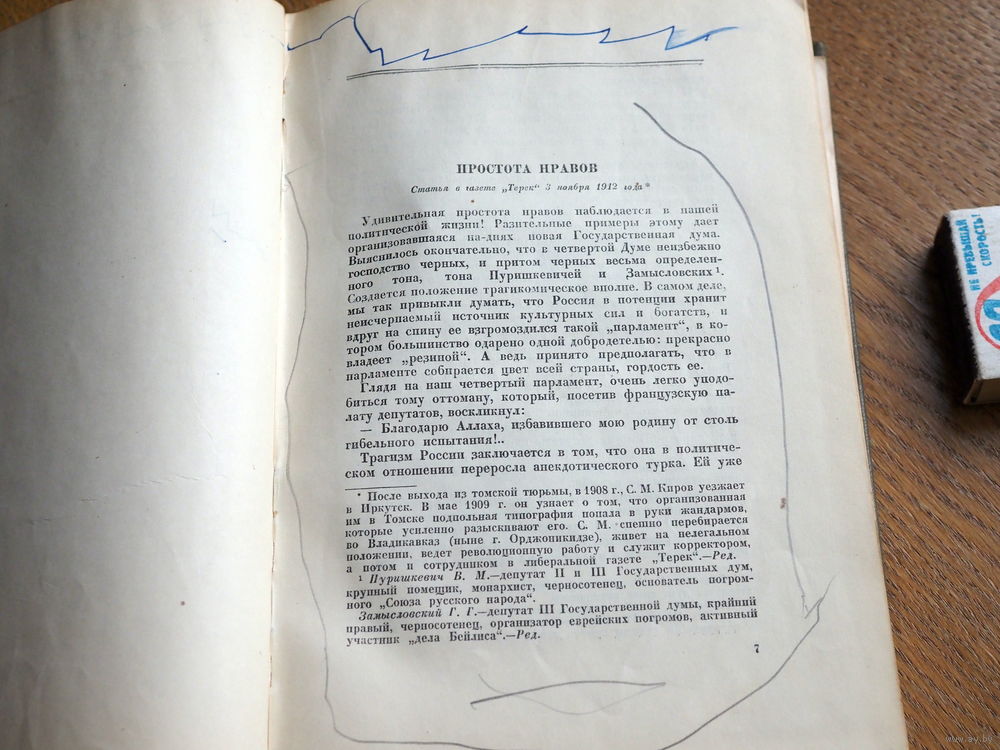 ПРОСТОТА НРАВОВ
Статья в газете „Терек“ 3 ноября 1912 года*
Удивительная простота нравов наблюдается в нашей
политической жизни! Разительные примеры этому дает
организовавшаяся на-днях новая Государственная дума.
Выяснилось окончательно, что в четвертой Думе неизбежно
господство черных, и притом черных весьма определен-
ного тона, тона Пуришкевичей и Замысловских¹.
Создается положение трагикомическое вполне. В самом деле,
мы так привыкли думать, что Россия в потенции хранит
неисчерпаемый источник культурных сил и богатств, и
вдруг на спину ее взгромоздился такой „парламент“, в ко-
тором большинство одарено одной добродетелью: прекрасно
владеет „резиной“. А ведь принято предполагать, что в
парламенте собирается цвет всей страны, гордость ее.
Глядя на наш четвертый парламент, очень легко уподо-
биться тому оттоману, который, посетив французскую па-
лату депутатов, воскликнул:
— Благодарю Аллаха, избавившего мою родину от столь
гибельного испытания!..
Трагизм России заключается в том, что она в политиче-
ском отношении переросла анекдотического турка. Ей уже
* После выхода из томской тюрьмы, в 1908 г., С. М. Киров уезжает
в Иркутск. В мае 1909 г. он узнает о том, что организованная
им в Томске подпольная типография попала в руки жандармов,
которые усиленно разыскивают его. С. М. спешно перебирается
во Владикавказ (ныне г. Орджоникидзе), живет на нелегальном
положении, ведет революционную работу и служит корректором,
а потом и сотрудником в либеральной газете „Терек“.—Ред.
¹ Пуришкевич В. М.—депутат II и III Государственных дум,
крупный помещик, монархист, черносотенец, основатель погром-
ного „Союза русского народа“.
Замысловский Г. Г.—депутат III Государственной думы, крайний
правый, черносотенец, организатор еврейских погромов, активный
участник „дела Бейлиса“.—Ред.
7
НЕ ПРЕВЫШАЙ
СКОРОСТЬ!
www.ay.by